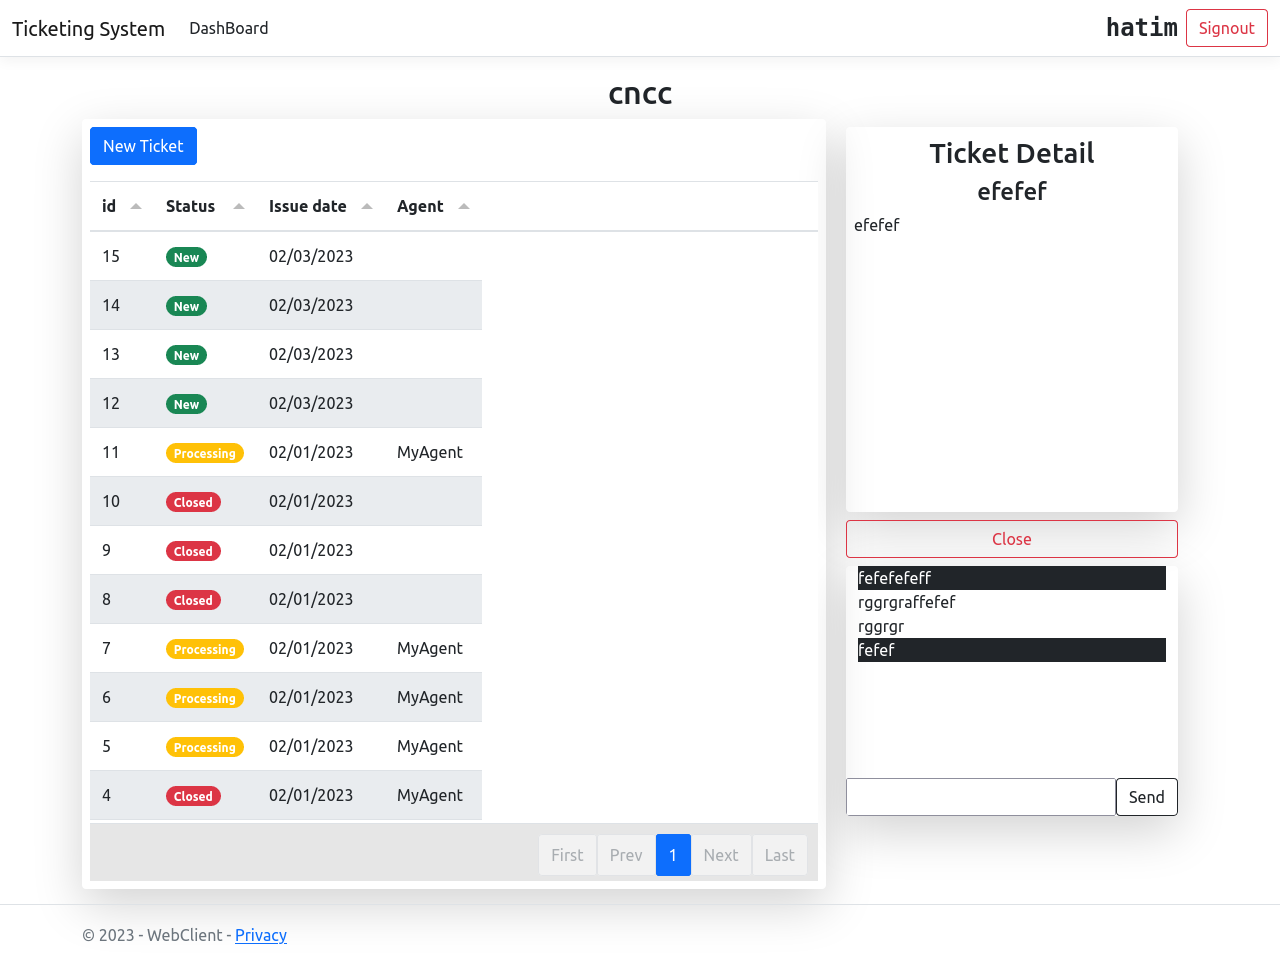 Ticketing System DashBoard hatim Signout
cncc
New Ticket
id Status Issue date Agent
15 New 02/03/2023
14 New 02/03/2023
13 New 02/03/2023
12 New 02/03/2023
11 Processing 02/01/2023 MyAgent
10 Closed 02/01/2023
9 Closed 02/01/2023
8 Closed 02/01/2023
7 Processing 02/01/2023 MyAgent
6 Processing 02/01/2023 MyAgent
5 Processing 02/01/2023 MyAgent
4 Closed 02/01/2023 MyAgent
First Prev 1 Next Last
Ticket Detail
efefef
efefef
Close
fefefefeff
rggrgraffefef
rggrgr
fefef
Send
© 2023 - WebClient - Privacy